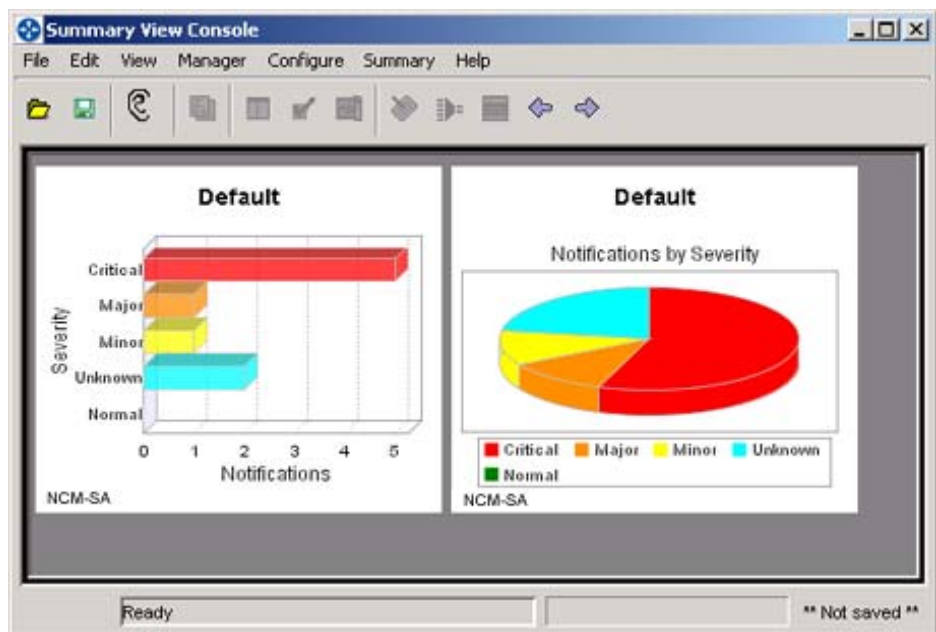 Summary View Console
File Edit View Manager Configure Summary Help
Default
Severity
Critical
Major
Minor
Unknown
Normal
0 1 2 3 4 5
Notifications
NCM-SA
Default
Notifications by Severity
Critical Major Minor Unknown
Normal
NCM-SA
Ready
** Not saved **